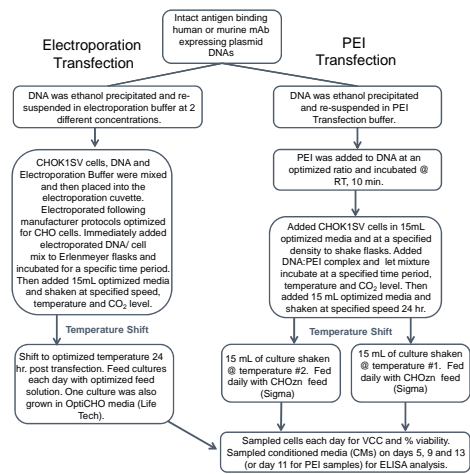 Intact antigen binding
human or murine mAb
expressing plasmid
DNAs
Electroporation
Transfection
PEI
Transfection
DNA was ethanol precipitated and re-
suspended in electroporation buffer at 2
different concentrations.
DNA was ethanol precipitated
and re-suspended in PEI
Transfection buffer.
CHOK1SV cells, DNA and
Electroporation Buffer were mixed
and then placed into the
electroporation cuvette.
Electroporated following
manufacturer protocols optimized
for CHO cells. Immediately added
electroporated DNA/ cell
mix to Erlenmeyer flasks and
incubated for a specific time period.
Then added 15mL optimized media
and shaken at specified speed,
temperature and CO2 level.
PEI was added to DNA at an
optimized ratio and incubated @
RT, 10 min.
Added CHOK1SV cells in 15mL
optimized media and at a specified
density to shake flasks. Added
DNA:PEI complex and let mixture
incubate at a specified time period,
temperature and CO2 level. Then
added 15 mL optimized media and
shaken at specified speed 24 hr.
Temperature Shift
Temperature Shift
Shift to optimized temperature 24
hr. post transfection. Feed cultures
each day with optimized feed
solution. One culture was also
grown in OptiCHO media (Life
Tech).
15 mL of culture shaken
@ temperature #2. Fed
daily with CHOzn feed
(Sigma)
15 mL of culture shaken
@ temperature #1. Fed
daily with CHOzn feed
(Sigma)
Sampled cells each day for VCC and % viability.
Sampled conditioned media (CMs) on days 5, 9 and 13
(or day 11 for PEI samples) for ELISA analysis.